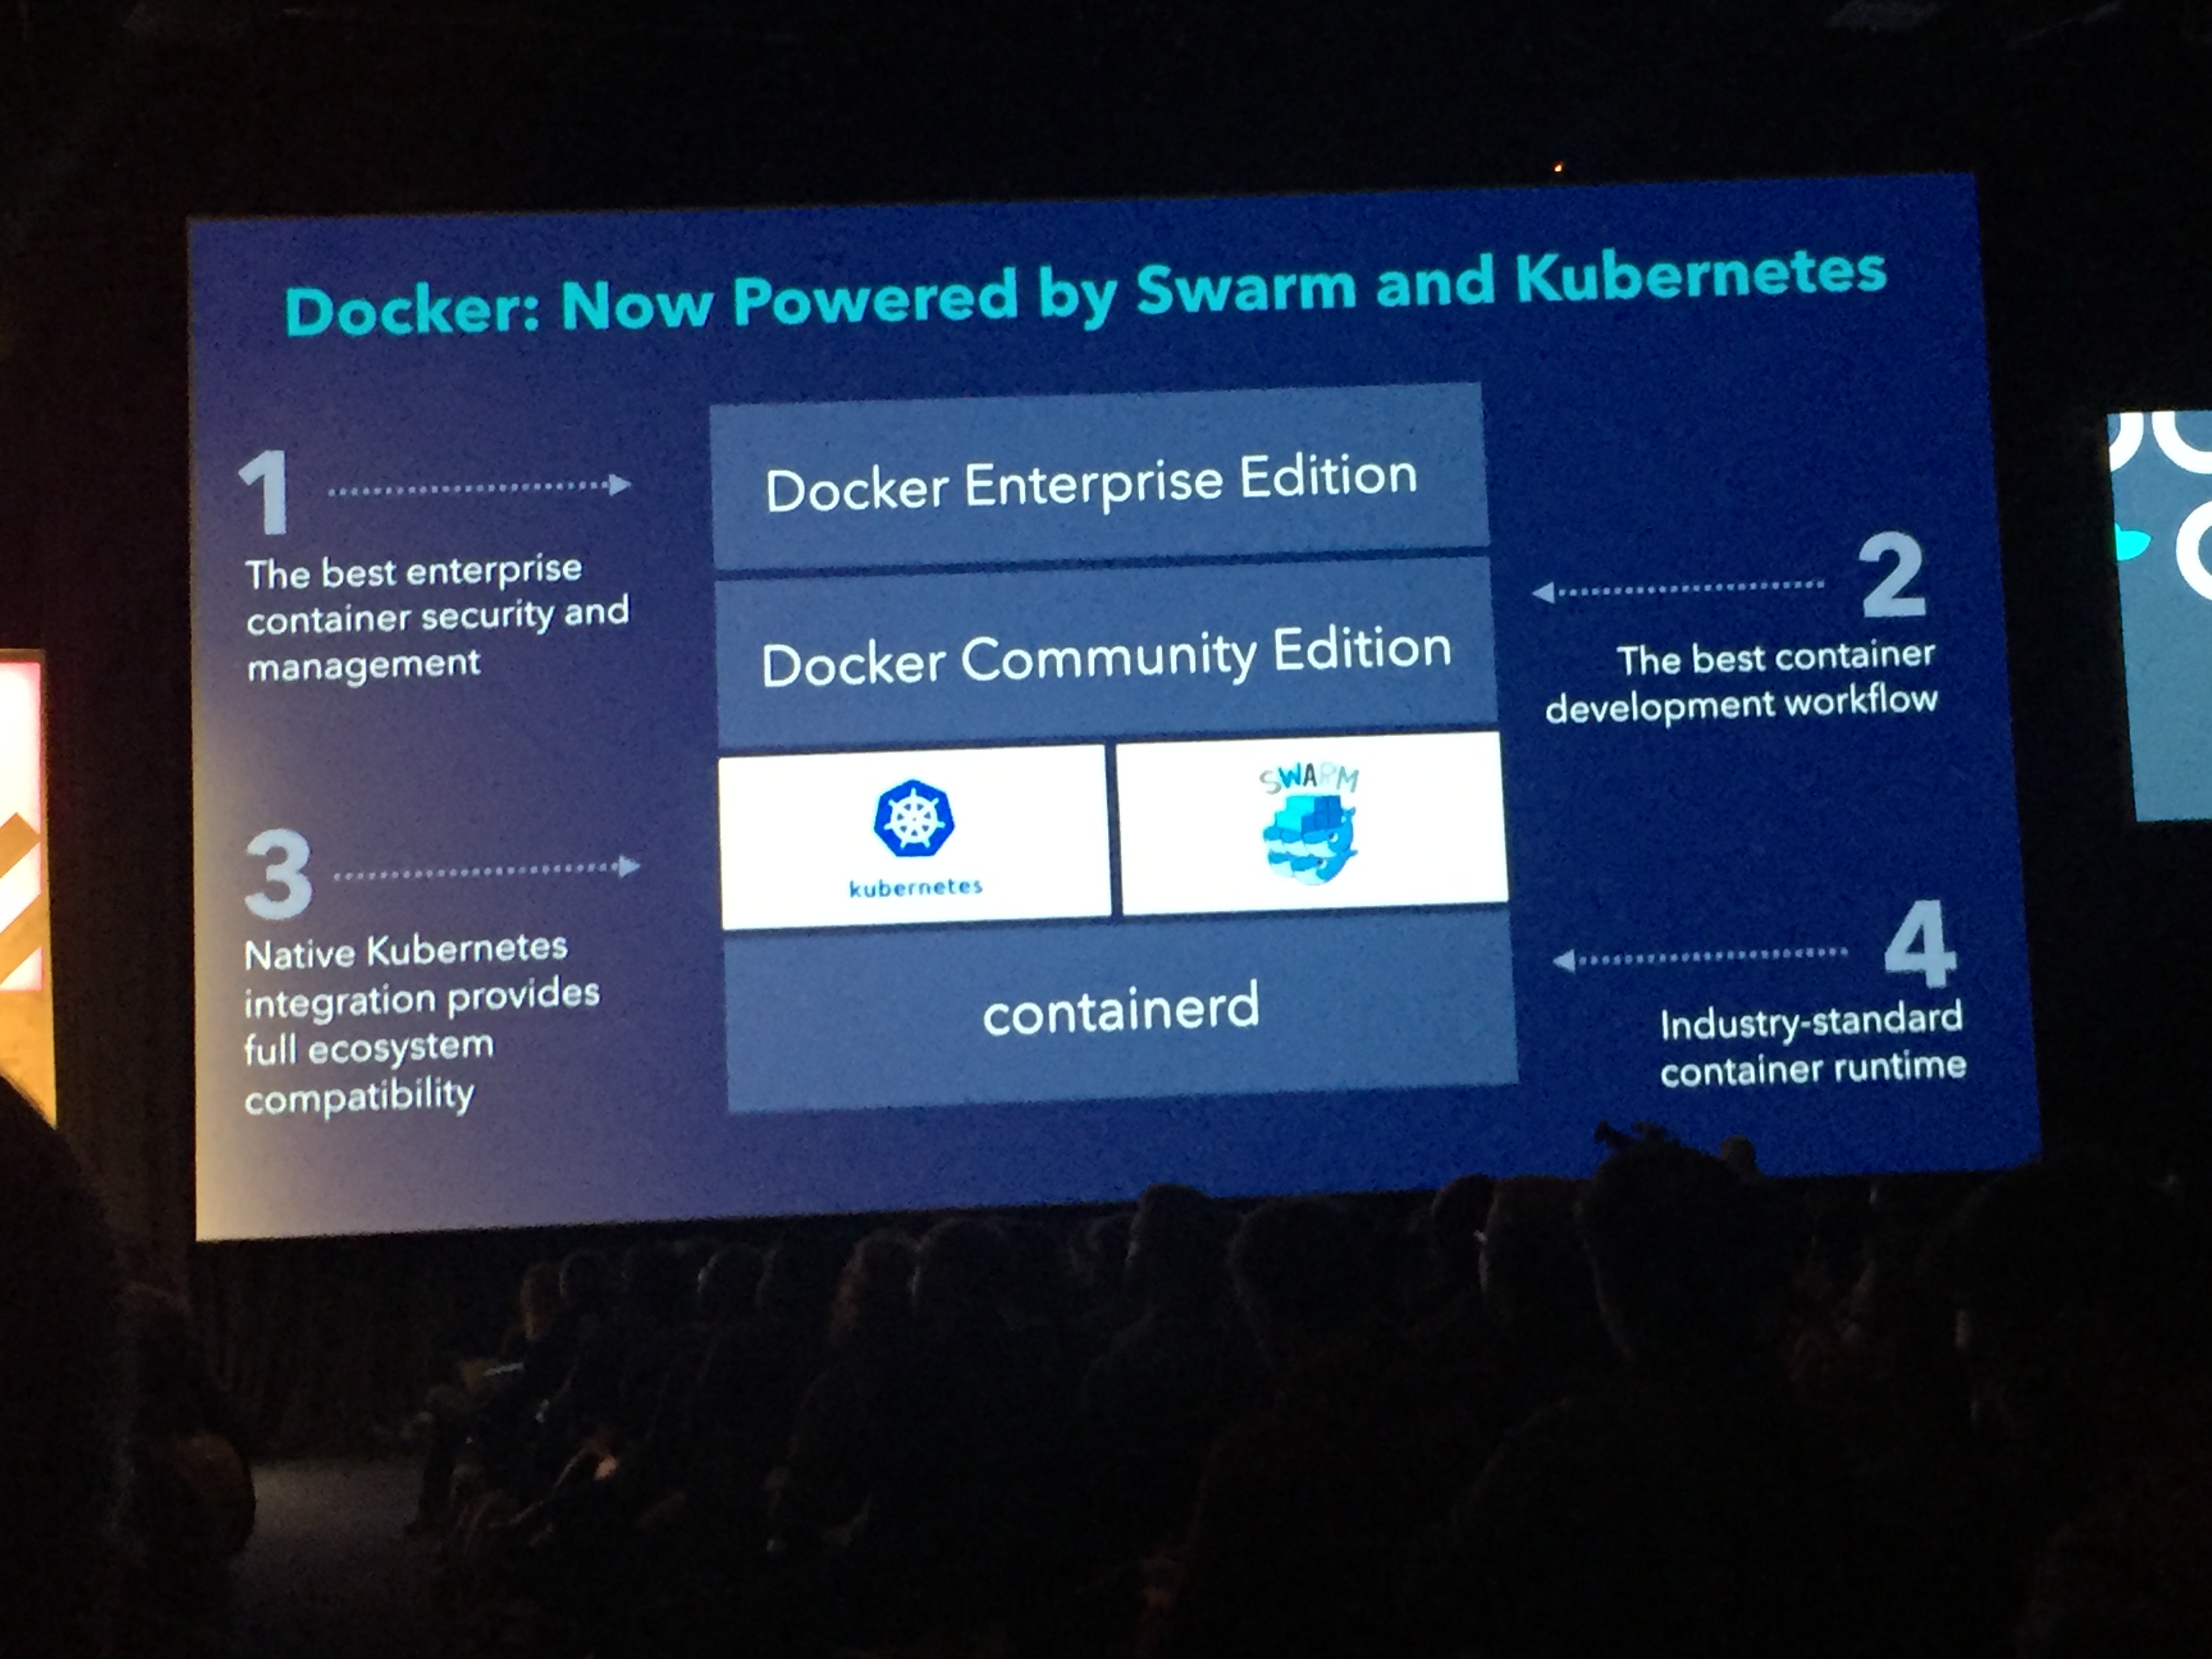 Docker: Now Powered by Swarm and Kubernetes
1
The best enterprise
container security and
management
Docker Enterprise Edition
2
The best container
development workflow
Docker Community Edition
3
Native Kubernetes
integration provides
full ecosystem
compatibility
kubernetes
SWARM
4
Industry-standard
container runtime
containerd